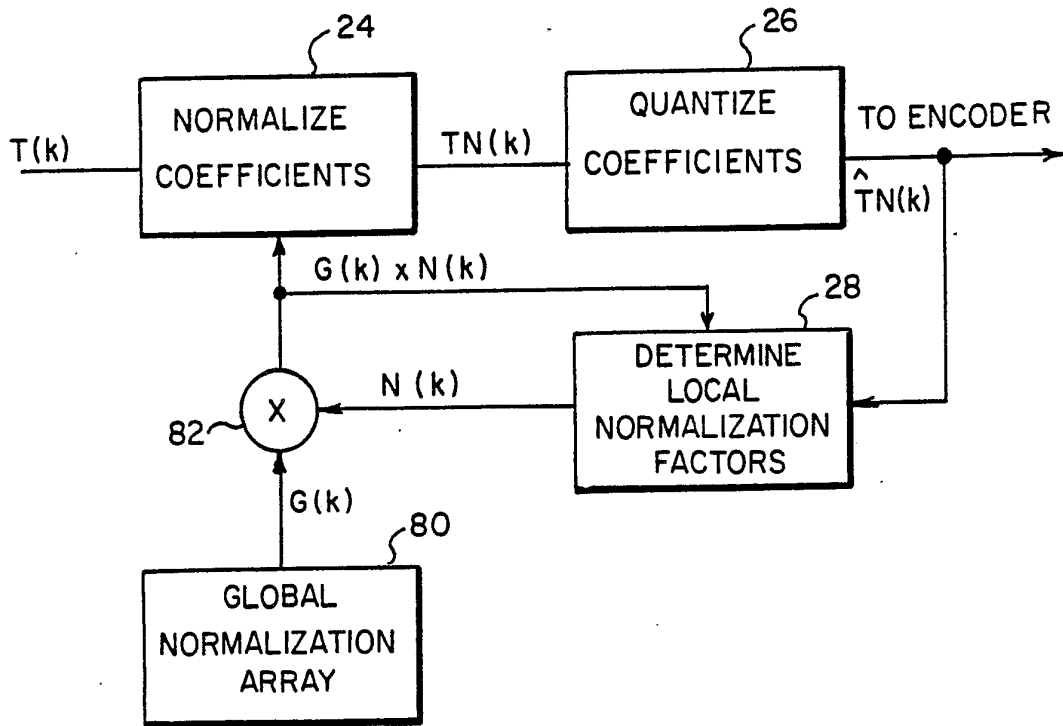 24
26
NORMALIZE
COEFFICIENTS
QUANTIZE
COEFFICIENTS
T(k)
TN(k)
TO ENCODER
T̂N(k)
G(k) x N(k)
28
DETERMINE
LOCAL
NORMALIZATION
FACTORS
N (k)
X
82
G(k)
80
GLOBAL
NORMALIZATION
ARRAY